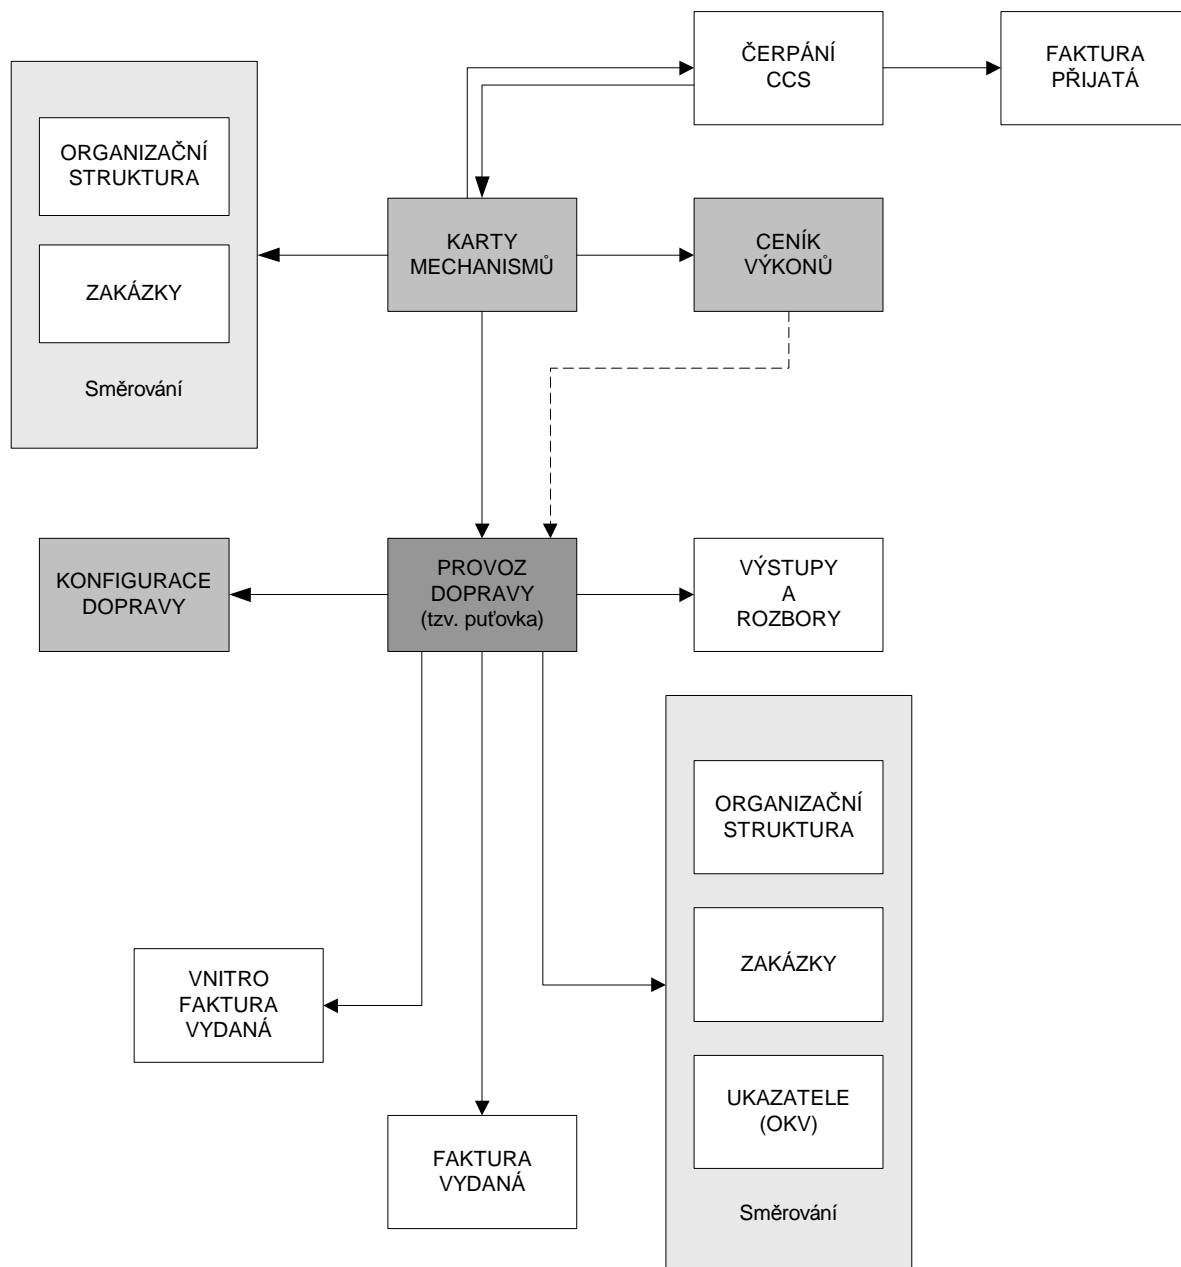 ČERPÁNÍ
CCS
FAKTURA
PŘIJATÁ
ORGANIZAČNÍ
STRUKTURA
ZAKÁZKY
Směrování
KARTY
MECHANISMŮ
CENÍK
VÝKONŮ
KONFIGURACE
DOPRAVY
PROVOZ
DOPRAVY
(tzv. puťovka)
VÝSTUPY
A
ROZBORY
ORGANIZAČNÍ
STRUKTURA
ZAKÁZKY
UKAZATELE
(OKV)
Směrování
VNITRO
FAKTURA
VYDANÁ
FAKTURA
VYDANÁ